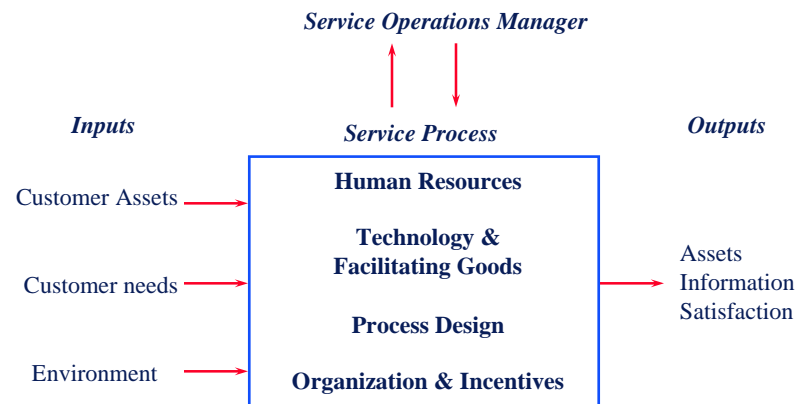 Service Operations Manager
Inputs
Service Process
Outputs
Human Resources
Customer Assets
Technology &
Facilitating Goods
Customer needs
Assets
Information
Satisfaction
Process Design
Environment
Organization & Incentives